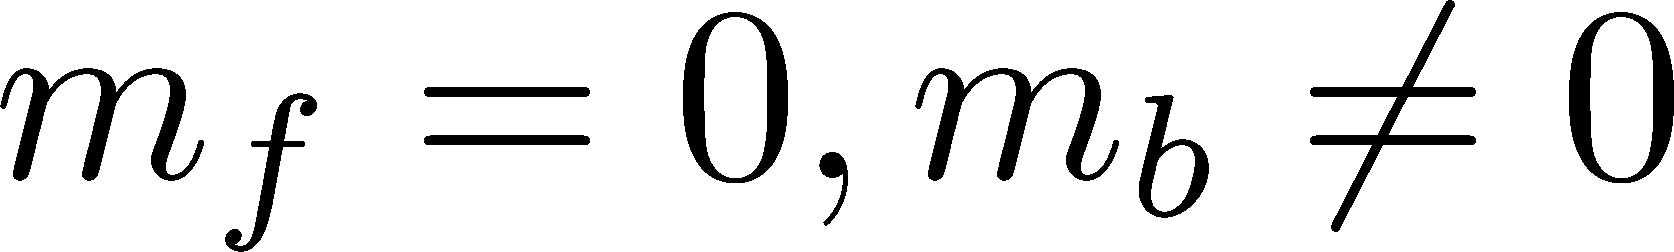 m_f = 0, m_b ≠ 0